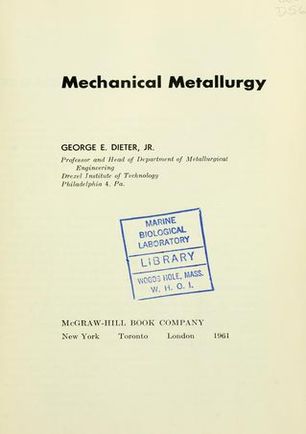 Mechanical Metallurgy
GEORGE E. DIETER, JR.
Professor and Head of Department of Metallurgical
Engineering
Drexel Institute of Technology
Philadelphia 4, Pa.
MARINE
BIOLOGICAL
LABORATORY
LIBRARY
WOODS HOLE, MASS.
W. H. O. I.
McGRAW-HILL BOOK COMPANY
New York Toronto London 1961